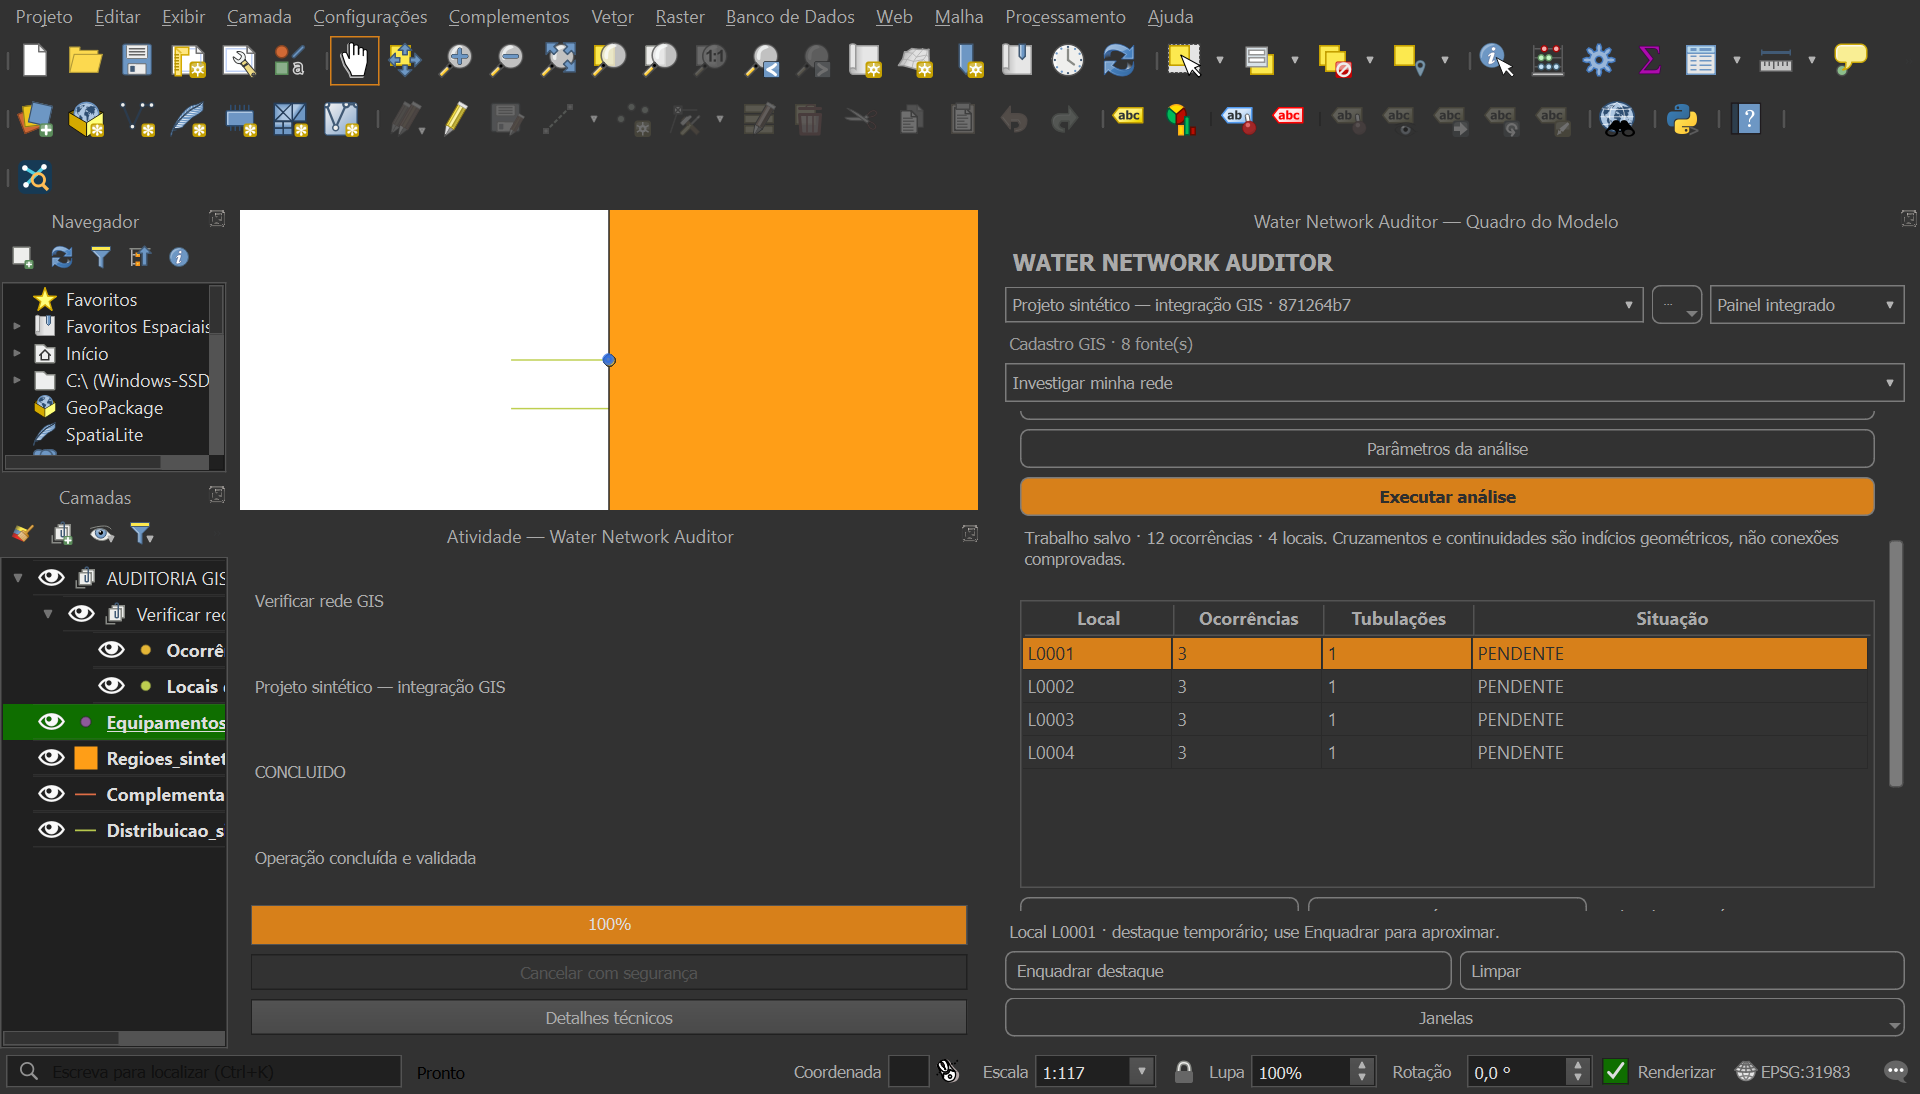 Projeto Editar Exibir Camada Configurações Complementos Vetor Raster Banco de Dados Web Malha Processamento Ajuda
Navegador
Favoritos
Favoritos Espaciais
Início
C:\ (Windows-SSD
GeoPackage
SpatiaLite
Camadas
AUDITORIA GIS
Verificar rec
Ocorrê
Locais
Equipamentos
Regioes_sintet
Complementa
Distribuicao_s
Atividade — Water Network Auditor
Verificar rede GIS
Projeto sintético — integração GIS
CONCLUIDO
Operação concluída e validada
100%
Cancelar com segurança
Detalhes técnicos
Water Network Auditor — Quadro do Modelo
WATER NETWORK AUDITOR
Projeto sintético — integração GIS · 871264b7 ... Painel integrado
Cadastro GIS · 8 fonte(s)
Investigar minha rede
Parâmetros da análise
Executar análise
Trabalho salvo · 12 ocorrências · 4 locais. Cruzamentos e continuidades são indícios geométricos, não conexões
comprovadas.
Local Ocorrências Tubulações Situação
L0001 3 1 PENDENTE
L0002 3 1 PENDENTE
L0003 3 1 PENDENTE
L0004 3 1 PENDENTE
Local L0001 · destaque temporário; use Enquadrar para aproximar.
Enquadrar destaque Limpar
Janelas
Escreva para localizar (Ctrl+K) Pronto Coordenada Escala 1:117 Lupa 100% Rotação 0,0 ° Renderizar EPSG:31983